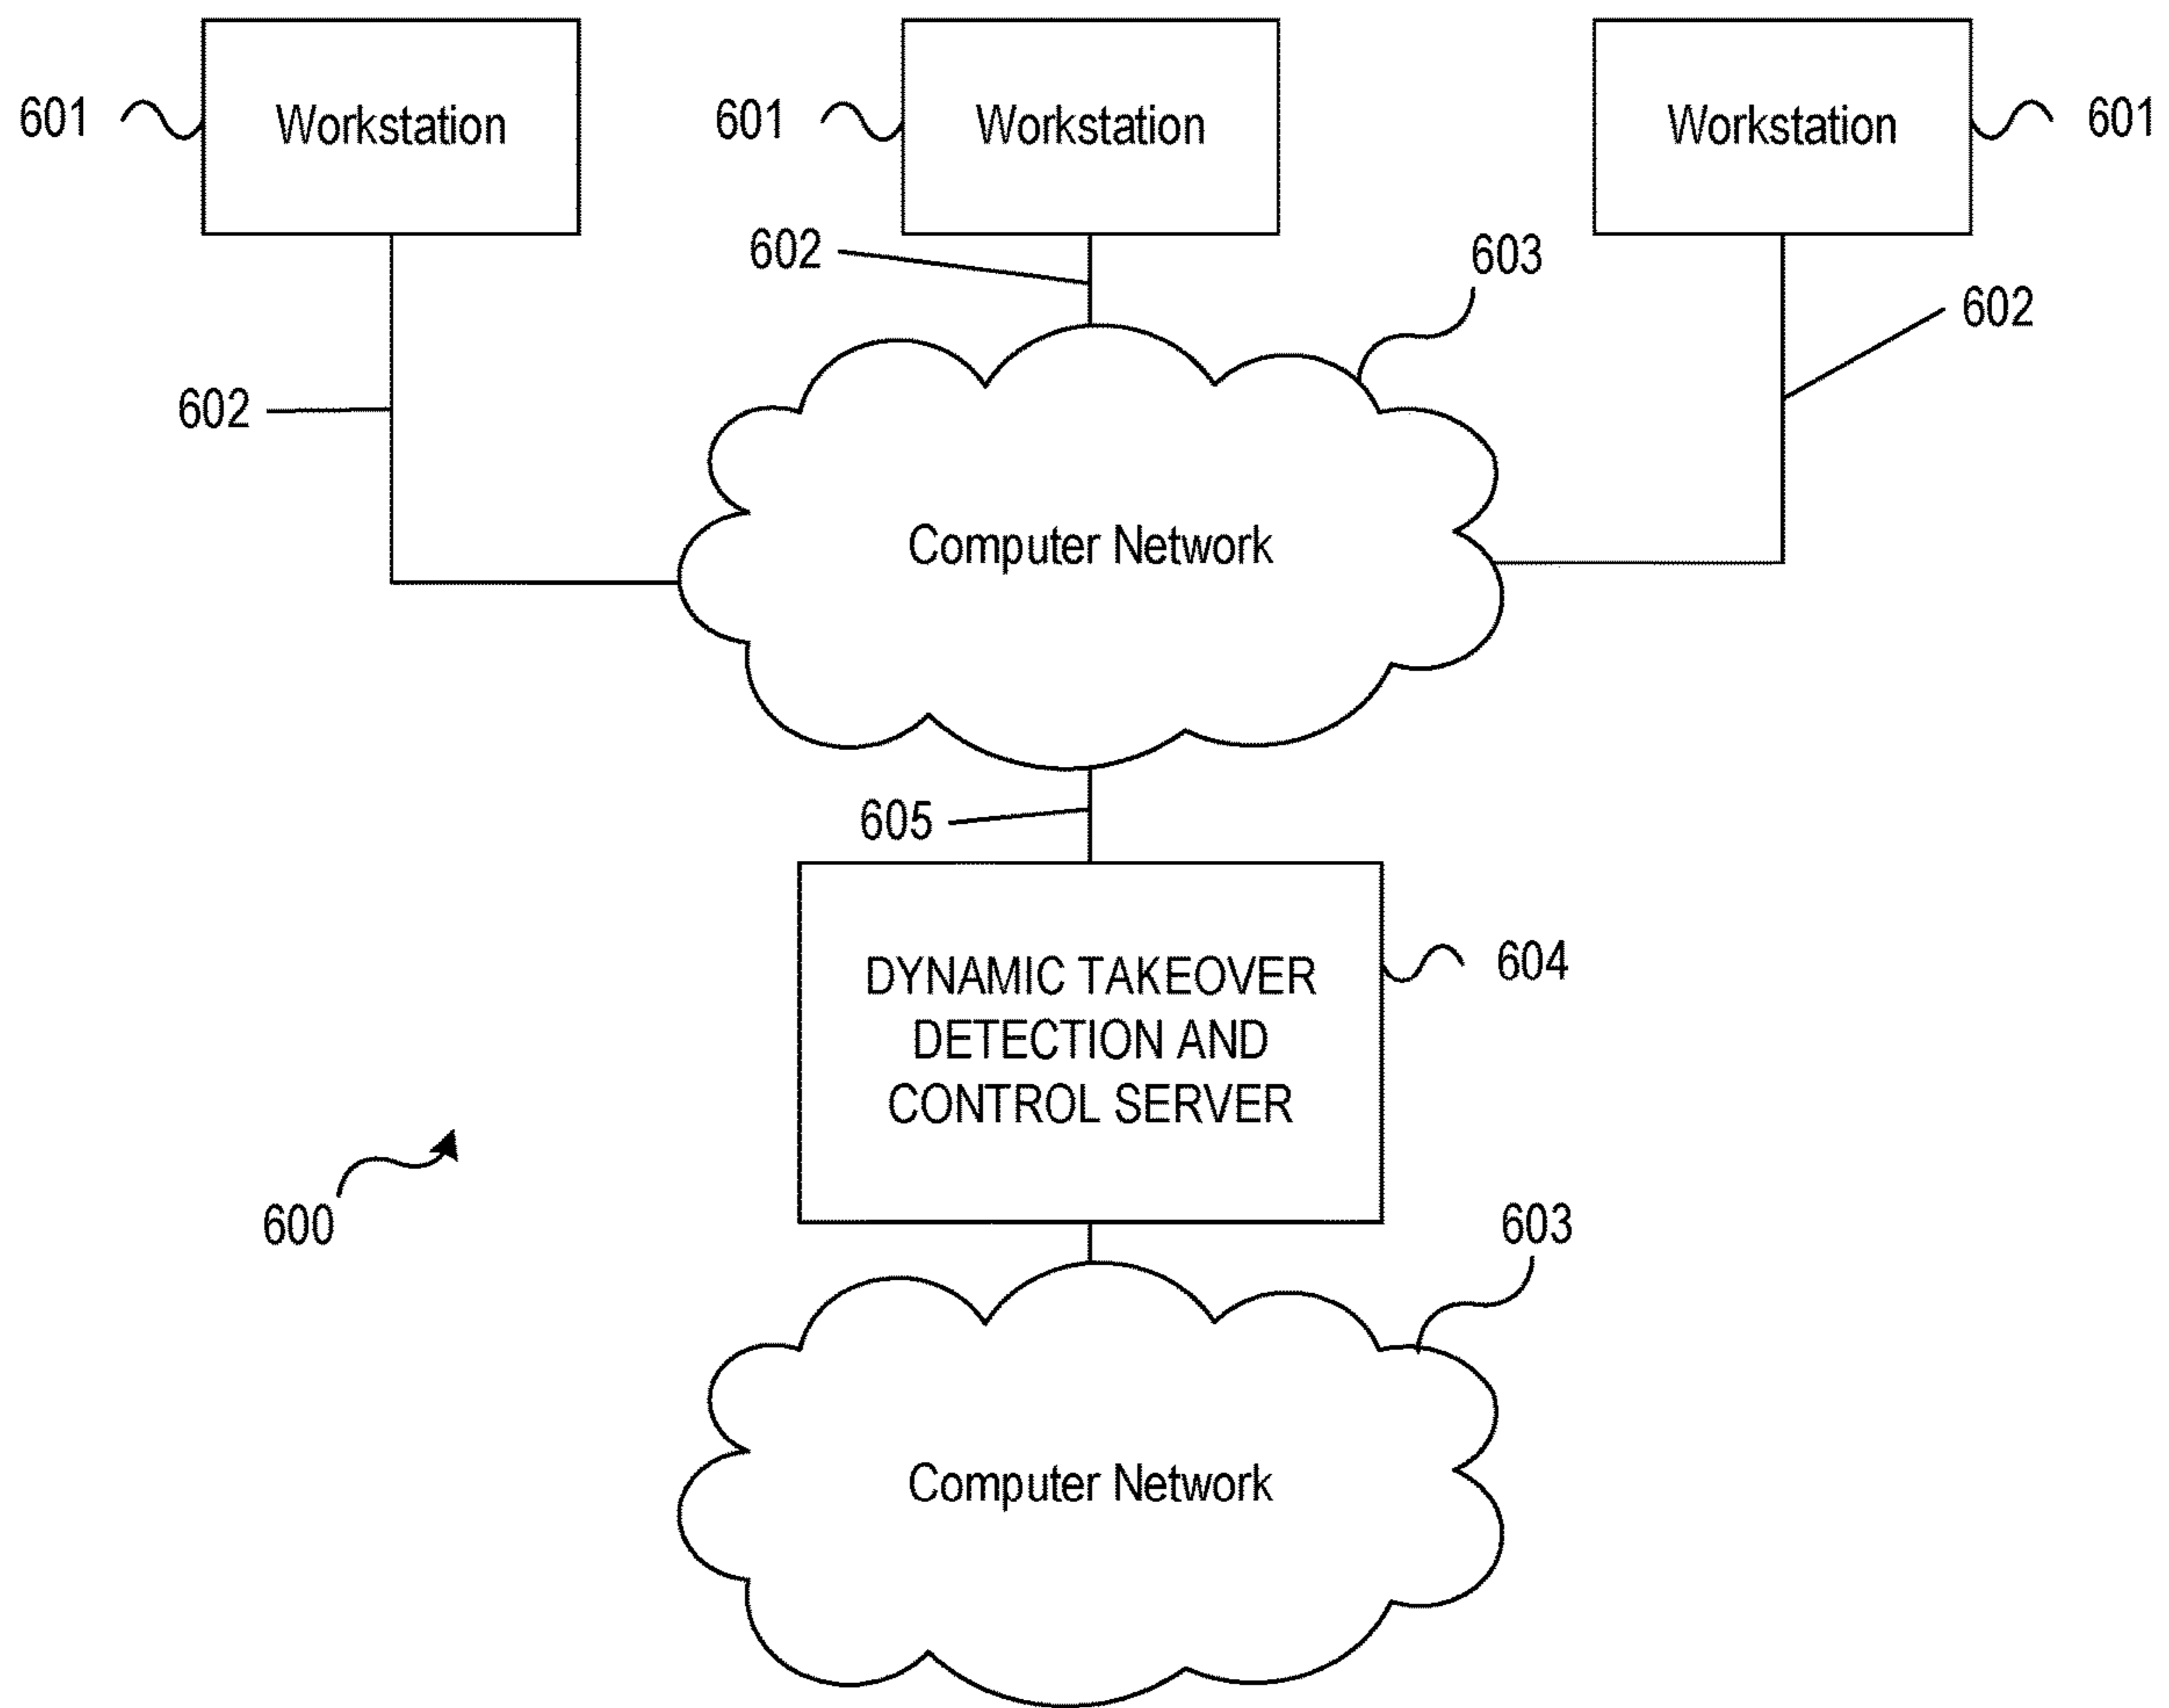 601
Workstation
601
Workstation
Workstation
601
602
603
602
602
Computer Network
605
DYNAMIC TAKEOVER
DETECTION AND
CONTROL SERVER
604
600
603
Computer Network